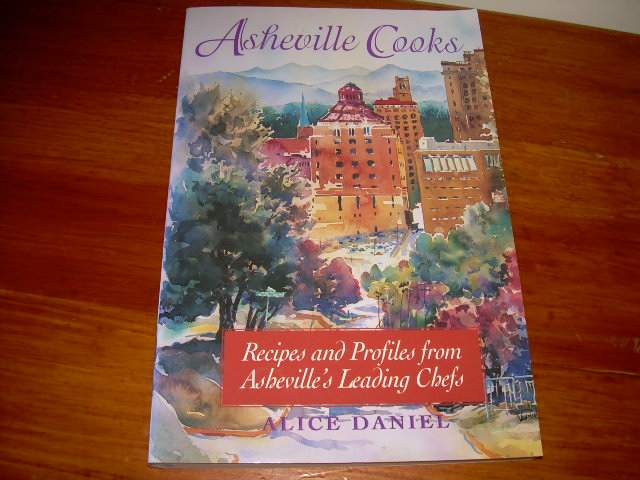 Asheville Cooks
Recipes and Profiles from
Asheville's Leading Chefs
ALICE DANIEL